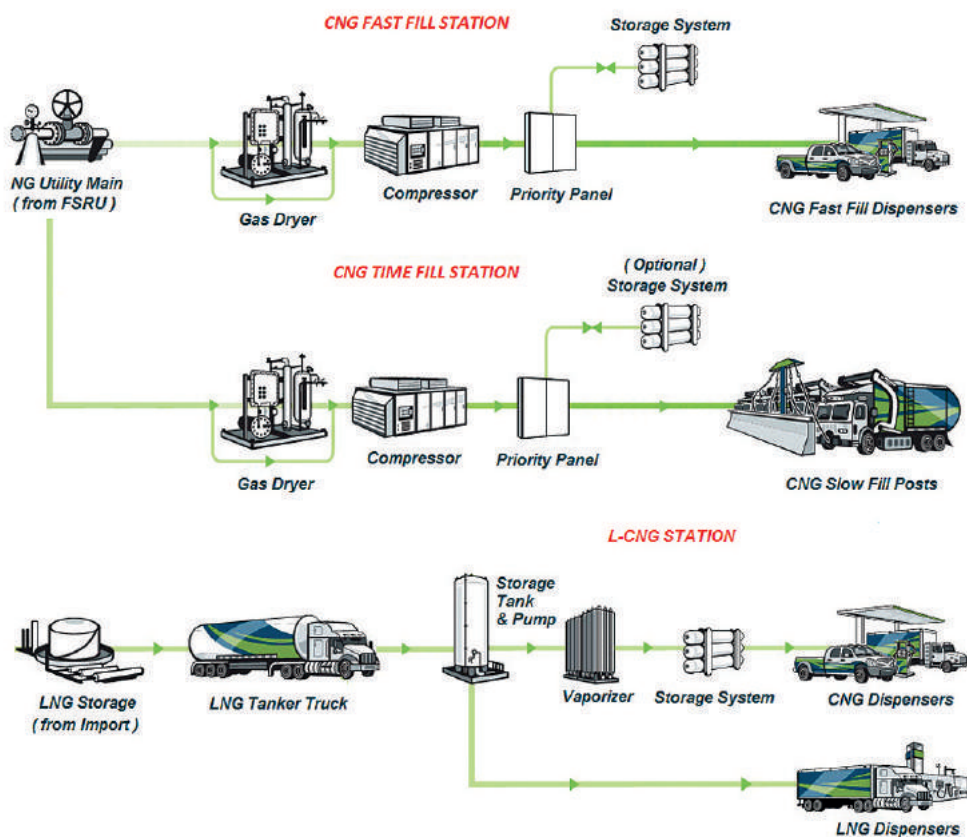 CNG FAST FILL STATION
Storage System
NG Utility Main
( from FSRU )
Gas Dryer
Compressor
Priority Panel
CNG Fast Fill Dispensers
CNG TIME FILL STATION
( Optional )
Storage System
Gas Dryer
Compressor
Priority Panel
CNG Slow Fill Posts
L-CNG STATION
Storage
Tank
& Pump
LNG Storage
( from Import )
LNG Tanker Truck
Vaporizer
Storage System
CNG Dispensers
LNG Dispensers